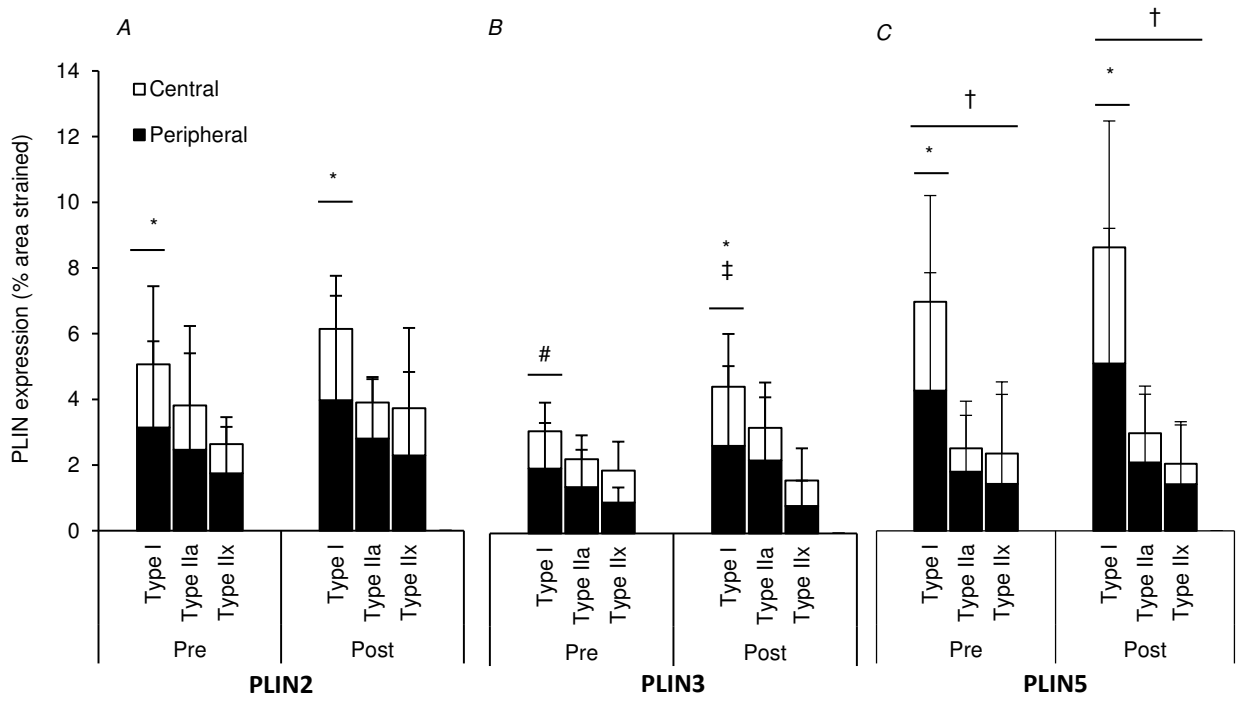 A
B
C
PLIN expression (% area strained)
14
12
10
8
6
4
2
0
Central
Peripheral
*
*
#
*
‡
†
*
†
*
Type I
Type IIa
Type IIx
Type I
Type IIa
Type IIx
Type I
Type IIa
Type IIx
Type I
Type IIa
Type IIx
Type I
Type IIa
Type IIx
Type I
Type IIa
Type IIx
Pre
Post
Pre
Post
Pre
Post
PLIN2
PLIN3
PLIN5